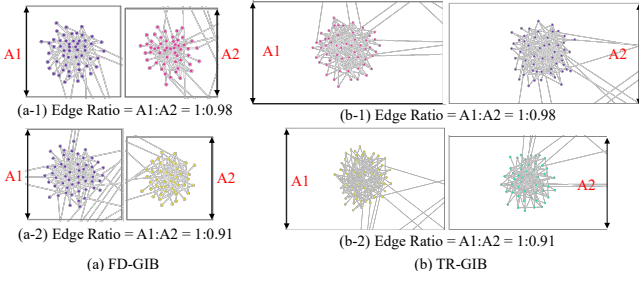 A1
A2
A1
A2
(a-1) Edge Ratio = A1:A2 = 1:0.98
(b-1) Edge Ratio = A1:A2 = 1:0.98
A1
A2
A1
A2
(a-2) Edge Ratio = A1:A2 = 1:0.91
(b-2) Edge Ratio = A1:A2 = 1:0.91
(a) FD-GIB
(b) TR-GIB